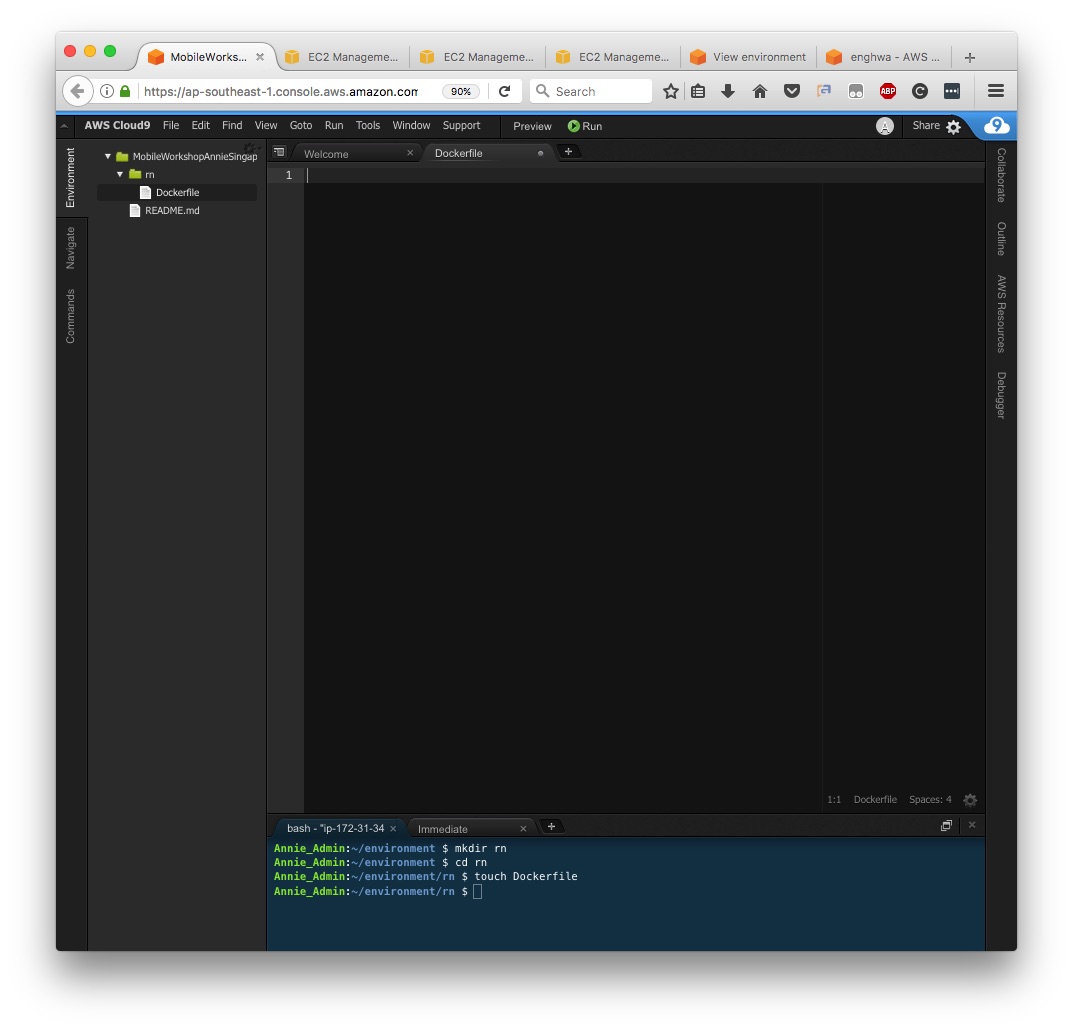 MobileWorks... EC2 Manageme... EC2 Manageme... EC2 Manageme... View environment enghwa - AWS ...
https://ap-southeast-1.console.aws.amazon.com 90% Search ABP
AWS Cloud9 File Edit Find View Goto Run Tools Window Support Preview Run A Share 9
Environment
Navigate
Commands
MobileWorkshopAnnieSingap
rn
Dockerfile
README.md
Welcome Dockerfile
1
Collaborate
Outline
AWS Resources
Debugger
1:1 Dockerfile Spaces: 4
bash - "ip-172-31-34 Immediate
Annie_Admin:~/environment $ mkdir rn
Annie_Admin:~/environment $ cd rn
Annie_Admin:~/environment/rn $ touch Dockerfile
Annie_Admin:~/environment/rn $